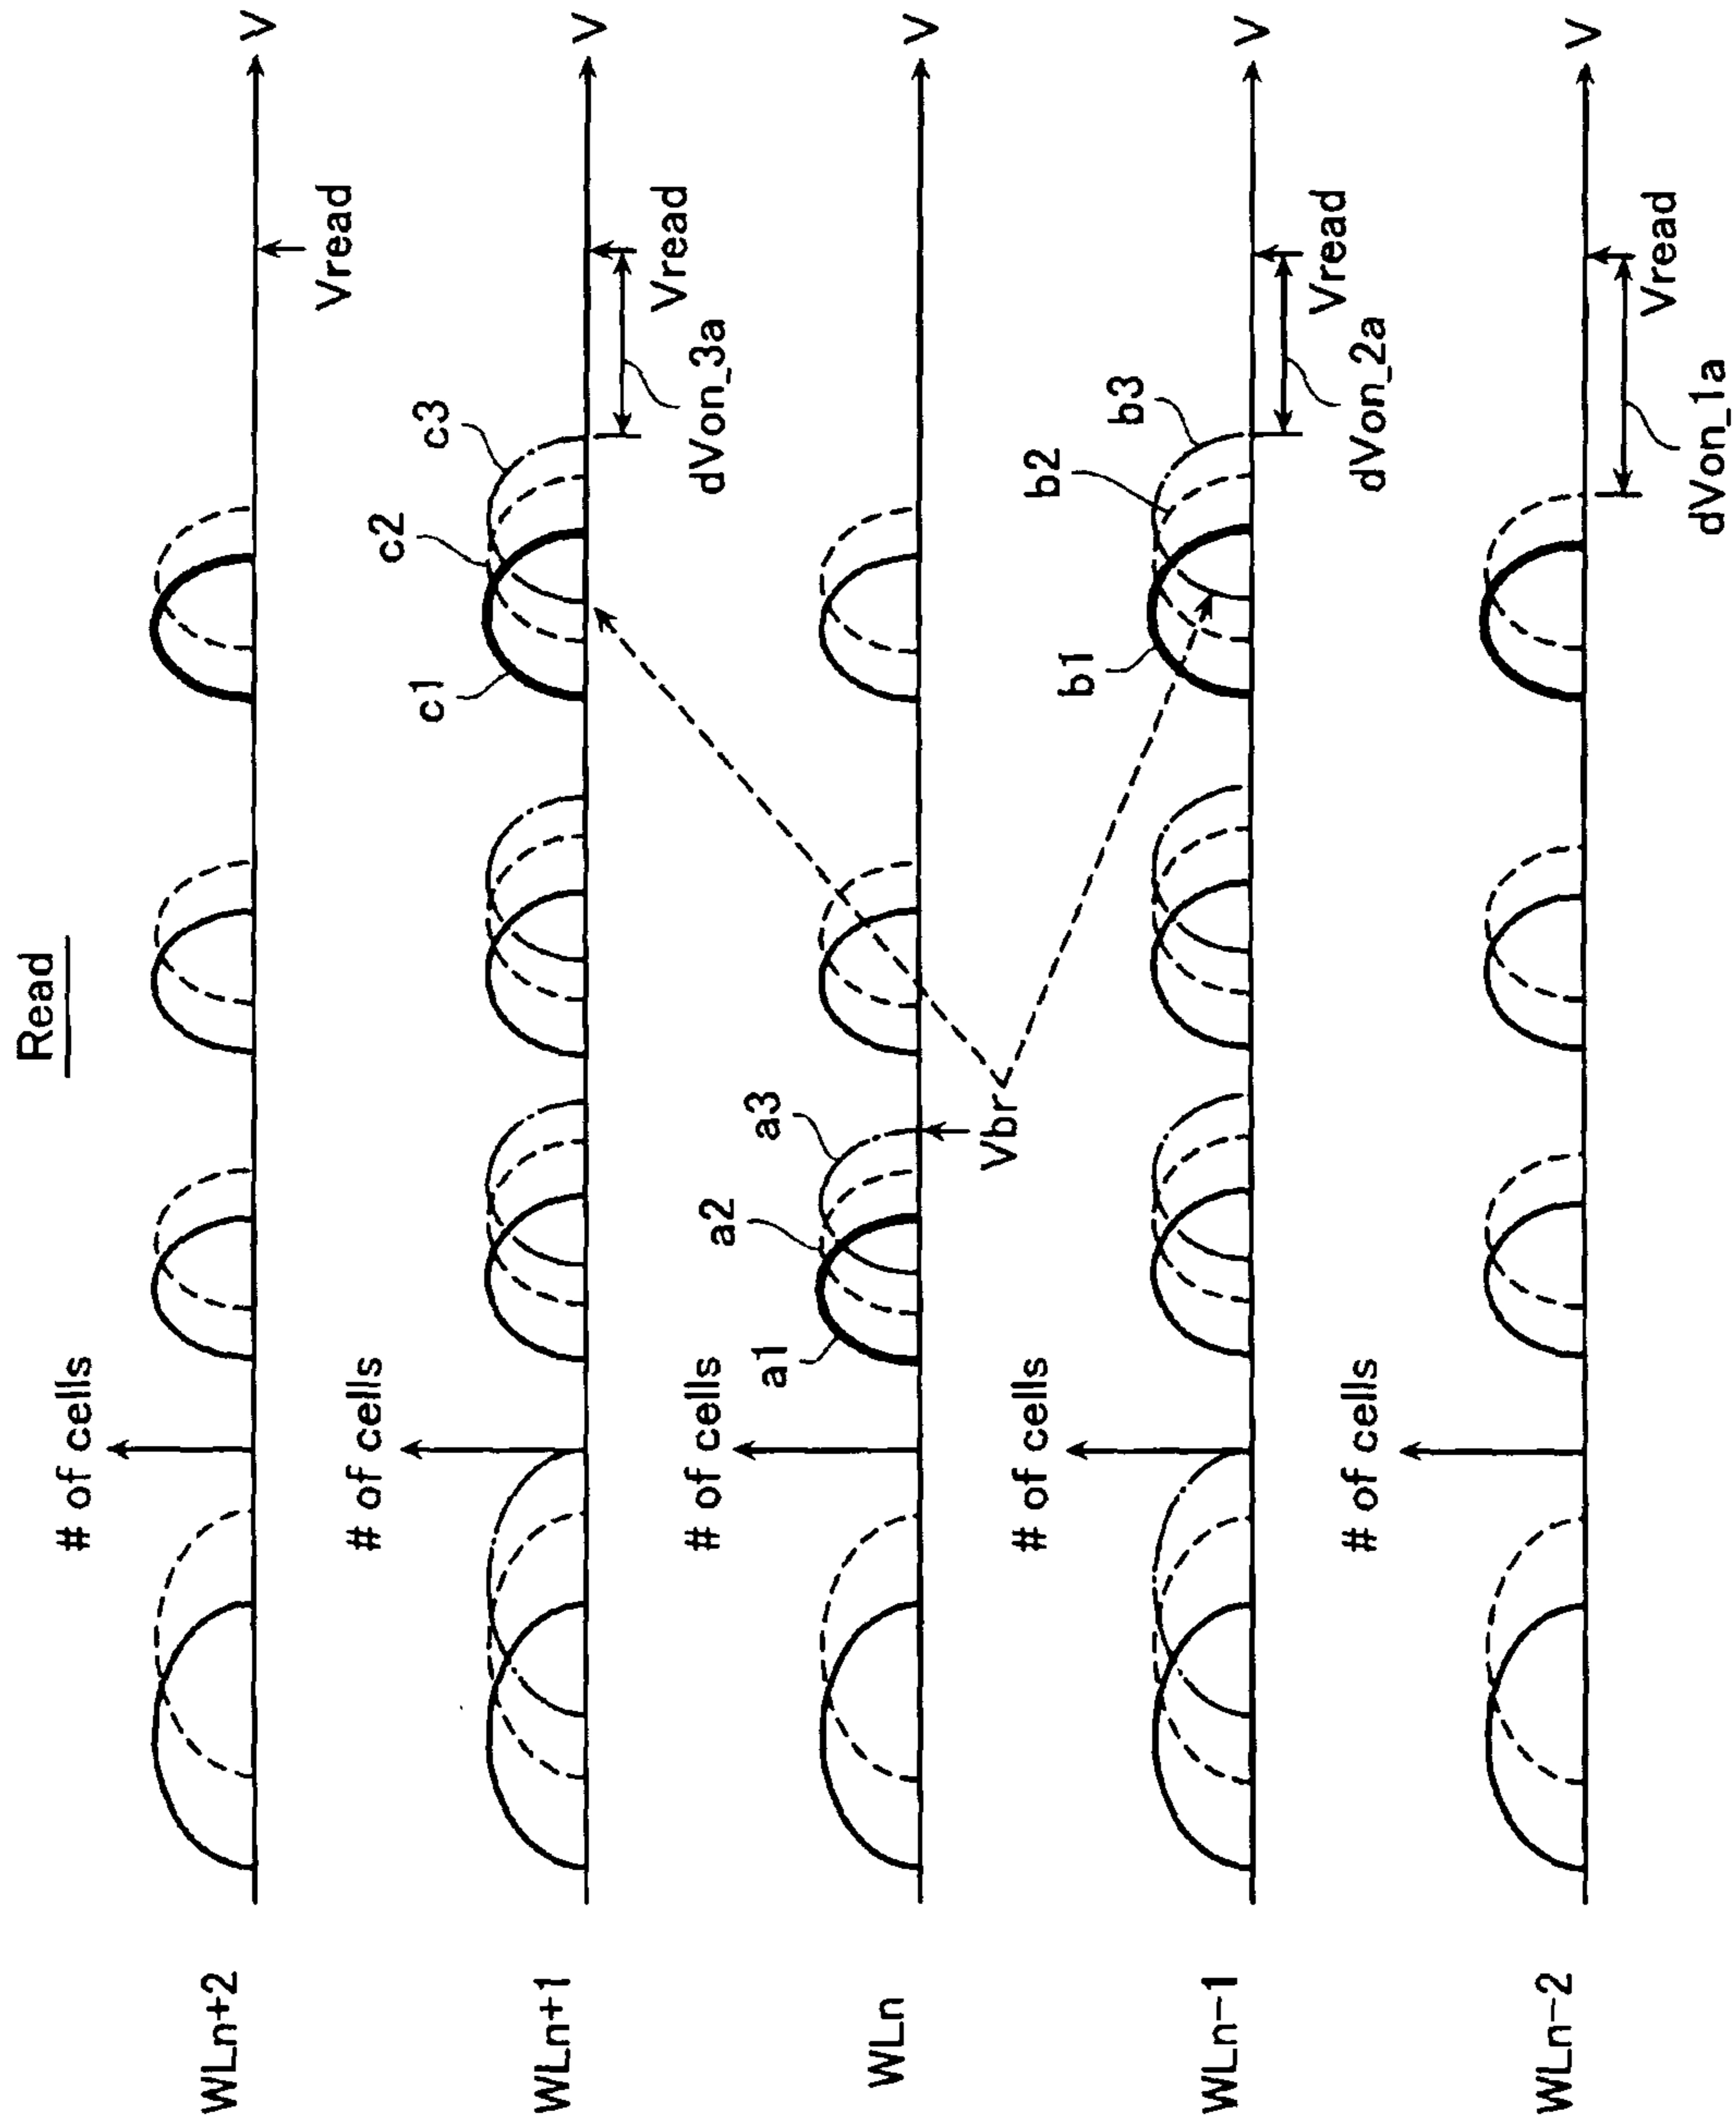 Read
WLn+2
# of cells
Vread
V
WLn+1
# of cells
c1
c2
c3
Vread
dVon_3a
V
WLn
# of cells
a1
a2
a3
Vbr
V
WLn-1
# of cells
b1
b2
b3
Vread
dVon_2a
V
WLn-2
# of cells
Vread
dVon_1a
V